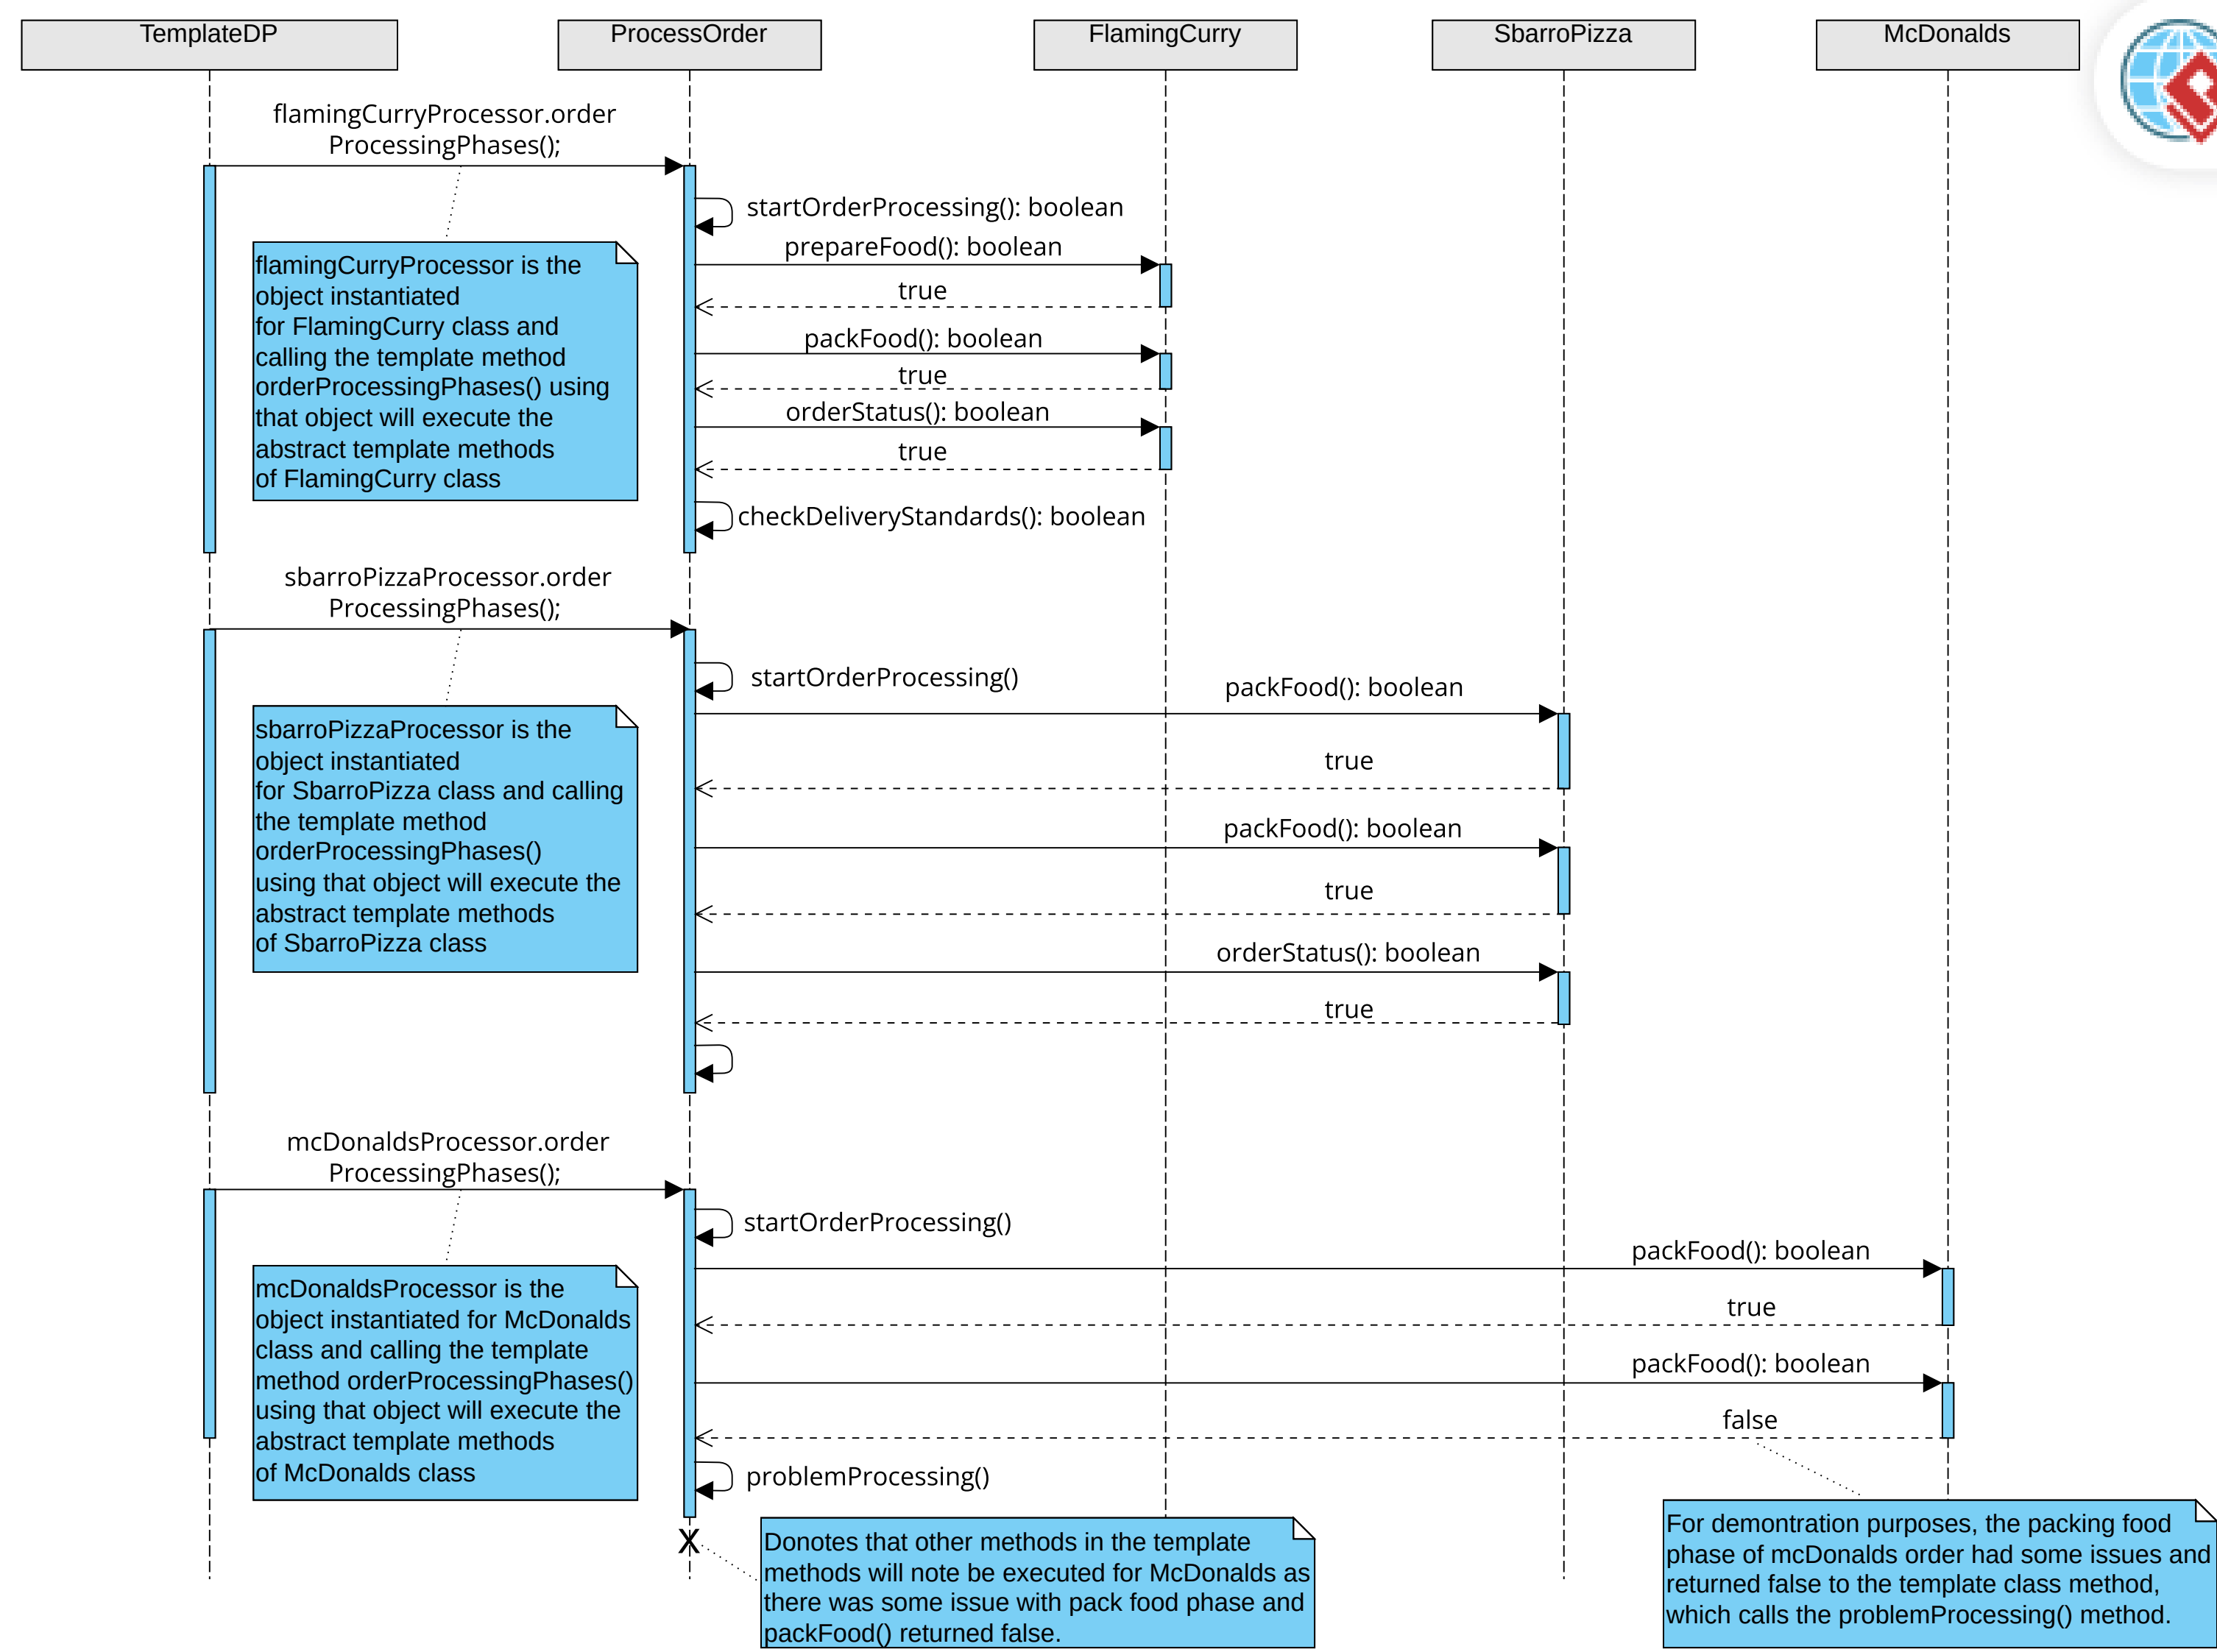 TemplateDP
ProcessOrder
FlamingCurry
SbarroPizza
McDonalds
flamingCurryProcessor.order
ProcessingPhases();
startOrderProcessing(): boolean
prepareFood(): boolean
flamingCurryProcessor is the
object instantiated
for FlamingCurry class and
calling the template method
orderProcessingPhases() using
that object will execute the
abstract template methods
of FlamingCurry class
true
packFood(): boolean
true
orderStatus(): boolean
true
checkDeliveryStandards(): boolean
sbarroPizzaProcessor.order
ProcessingPhases();
startOrderProcessing()
packFood(): boolean
sbarroPizzaProcessor is the
object instantiated
for SbarroPizza class and calling
the template method
orderProcessingPhases()
using that object will execute the
abstract template methods
of SbarroPizza class
true
packFood(): boolean
true
orderStatus(): boolean
true
mcDonaldsProcessor.order
ProcessingPhases();
startOrderProcessing()
packFood(): boolean
mcDonaldsProcessor is the
object instantiated for McDonalds
class and calling the template
method orderProcessingPhases()
using that object will execute the
abstract template methods
of McDonalds class
true
packFood(): boolean
false
problemProcessing()
X
Donotes that other methods in the template
methods will note be executed for McDonalds as
there was some issue with pack food phase and
packFood() returned false.
For demontration purposes, the packing food
phase of mcDonalds order had some issues and
returned false to the template class method,
which calls the problemProcessing() method.